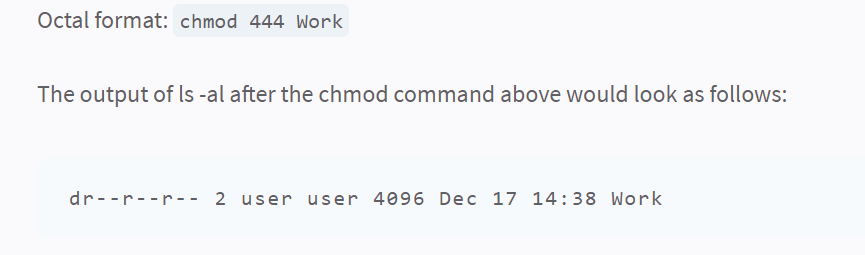 Octal format: chmod 444 Work
The output of ls -al after the chmod command above would look as follows:
dr--r--r-- 2 user user 4096 Dec 17 14:38 Work